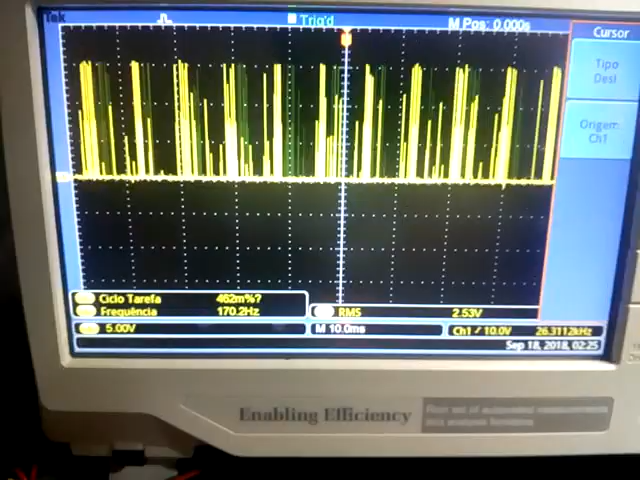 Tek
Trig'd
M Pos: 0.000s
Cursor
Tipo
Desl
Origem
Ch1
Ciclo Tarefa 462m%?
Frequência 170.2Hz
RMS 2.53V
5.00V
M 10.0ms
Ch1 / 10.0V
26.3112kHz
Sep 18, 2018, 02:25
Enabling Efficiency